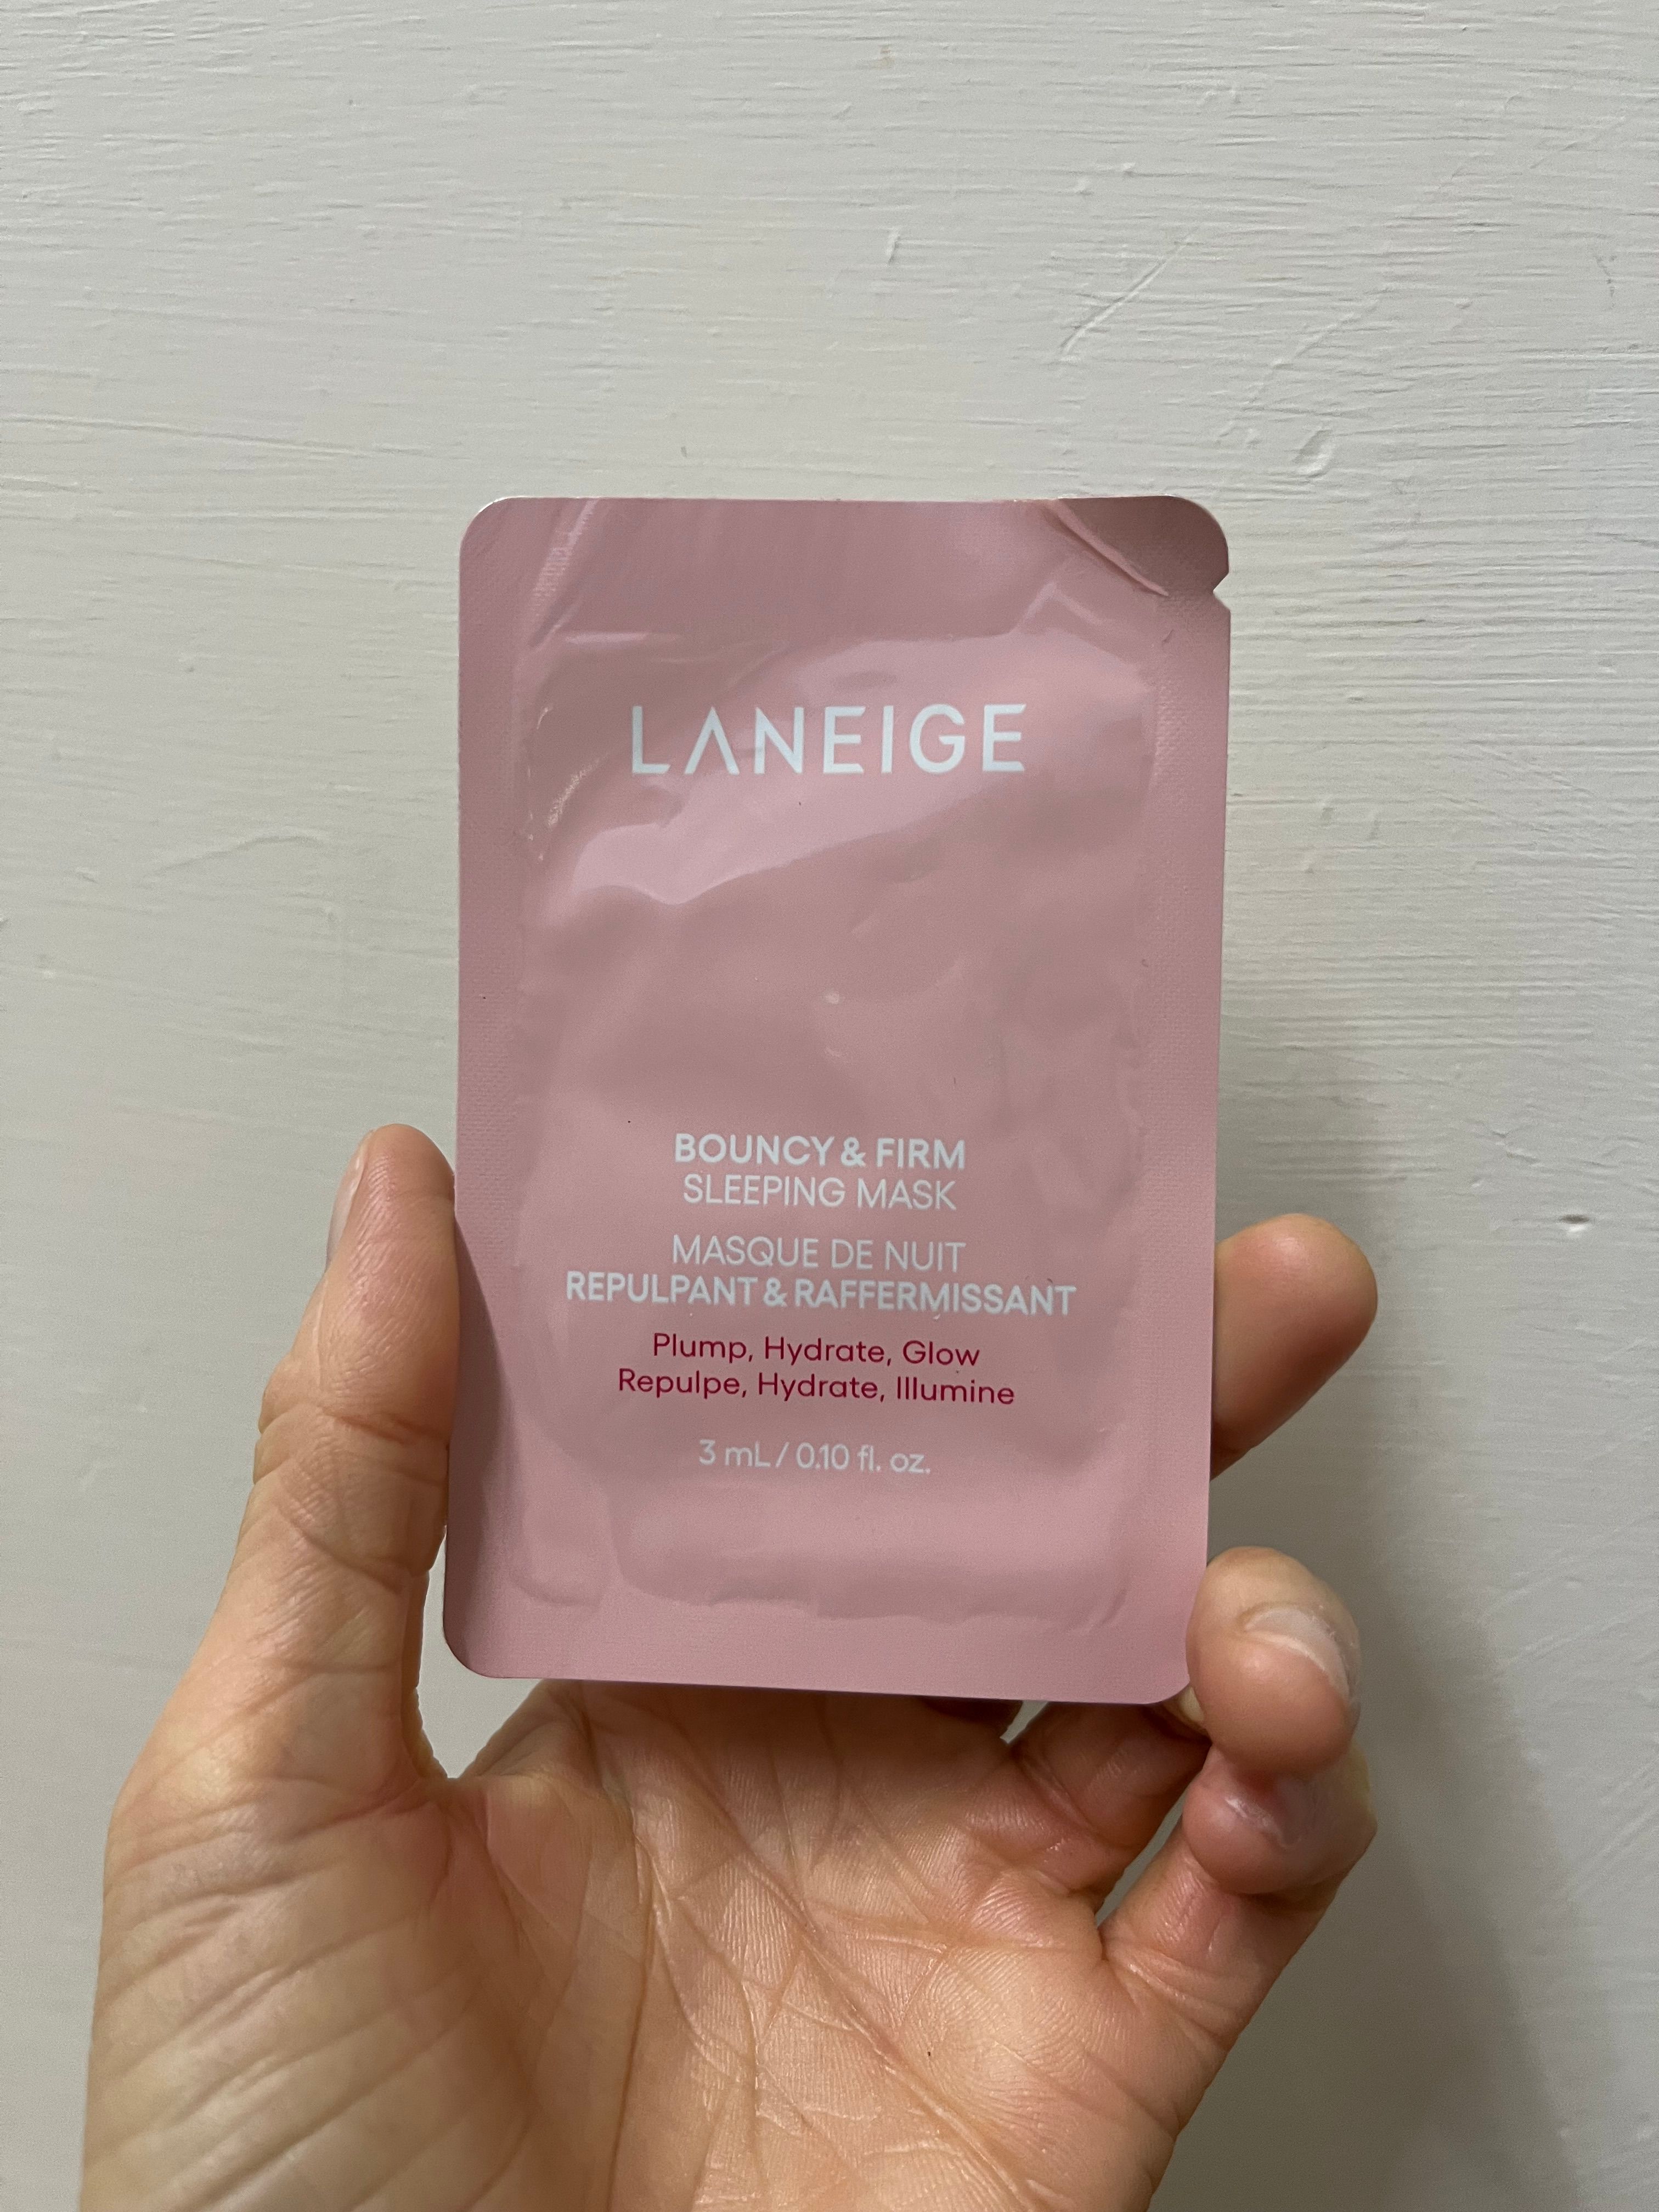 LANEIGE
BOUNCY & FIRM
SLEEPING MASK
MASQUE DE NUIT
REPULPANT & RAFFERMISSANT
Plump, Hydrate, Glow
Repulpe, Hydrate, Illumine
3 mL / 0.10 fl. oz.